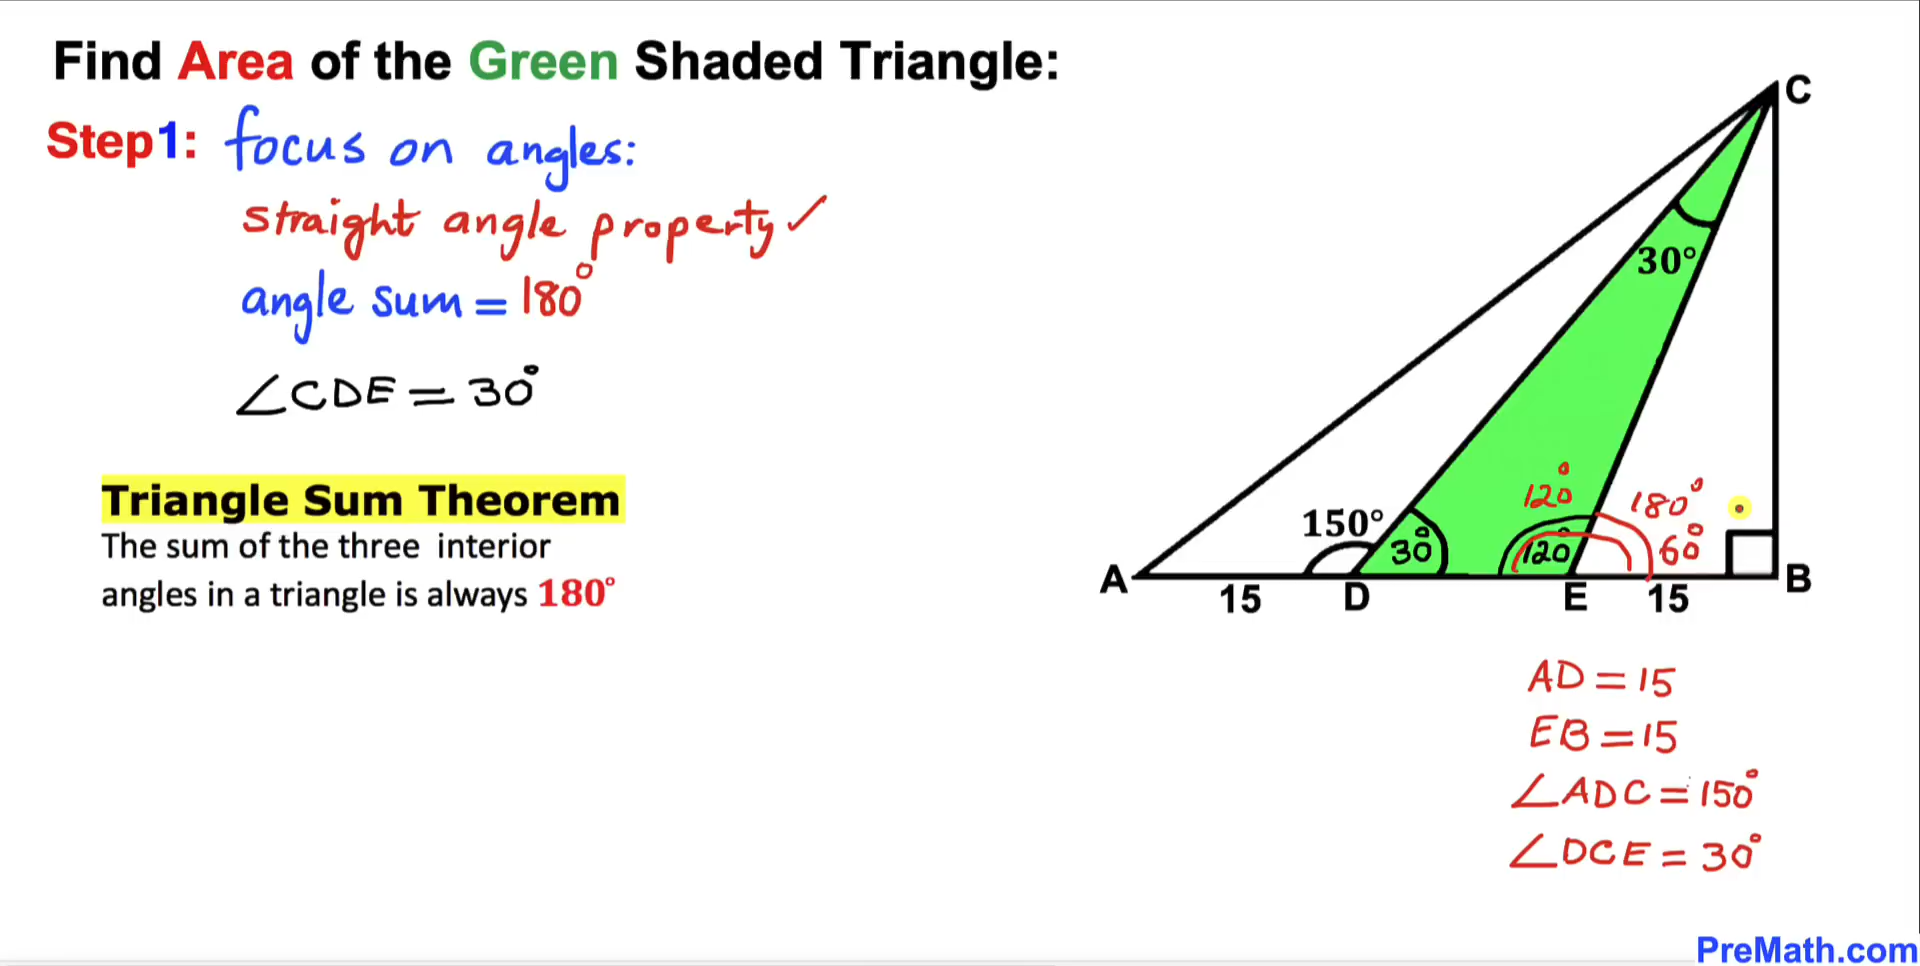 Find Area of the Green Shaded Triangle:
Step1: focus on angles:
straight angle property ✓
angle sum = 180°
∠CDE = 30°
Triangle Sum Theorem
The sum of the three interior
angles in a triangle is always 180°
C
30°
120°
180°
150°
30°
120°
60°
A
15
D
E
15
B
AD = 15
EB = 15
∠ADC = 150°
∠DCE = 30°
PreMath.com